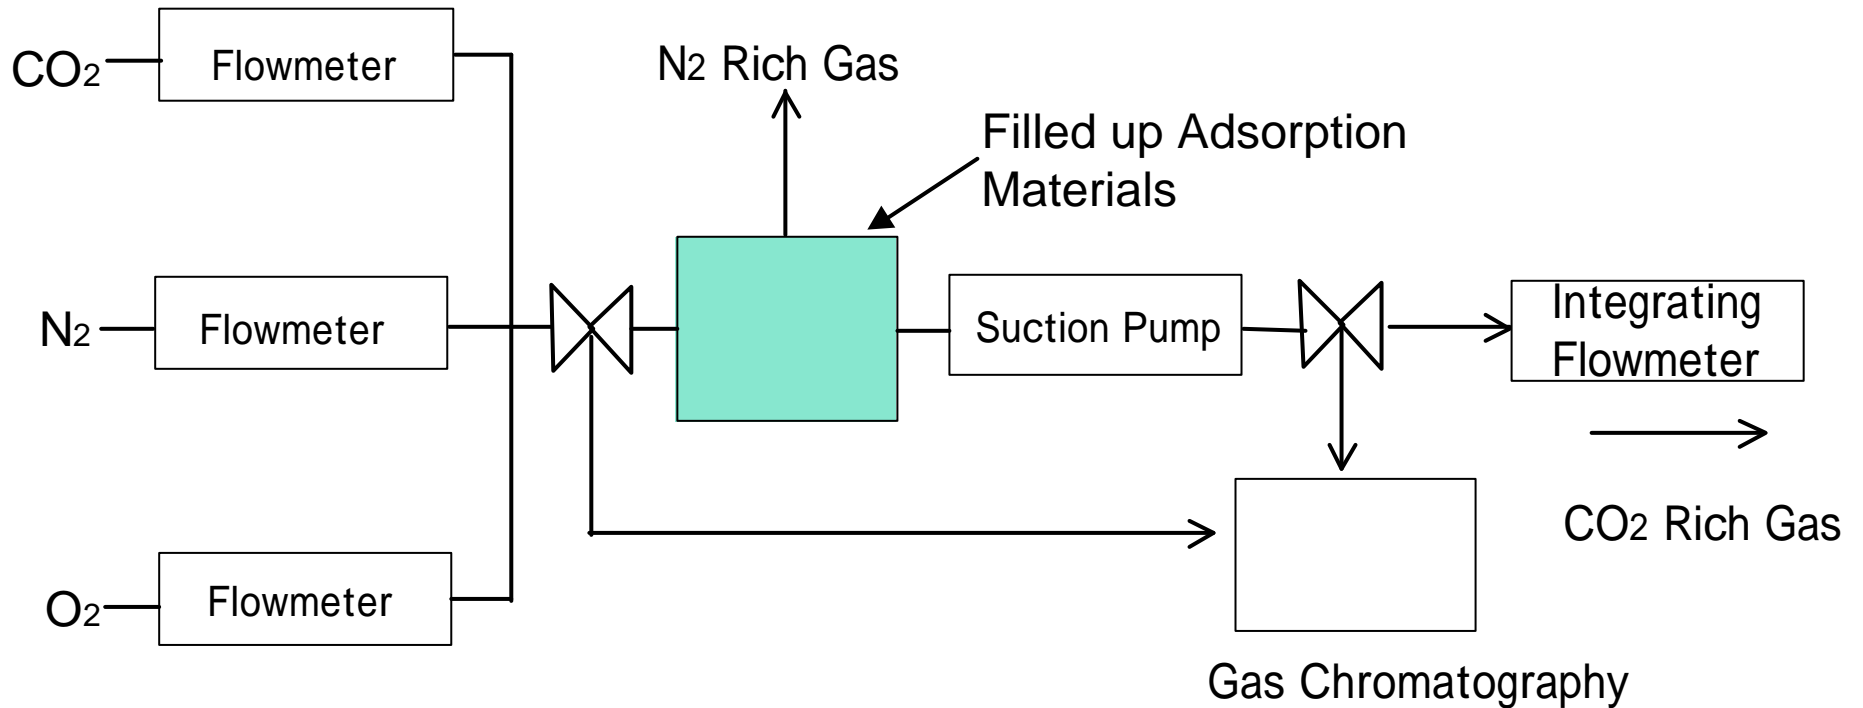 CO2
Flowmeter
N2 Rich Gas
Filled up Adsorption
Materials
N2
Flowmeter
Suction Pump
Integrating
Flowmeter
CO2 Rich Gas
O2
Flowmeter
Gas Chromatography